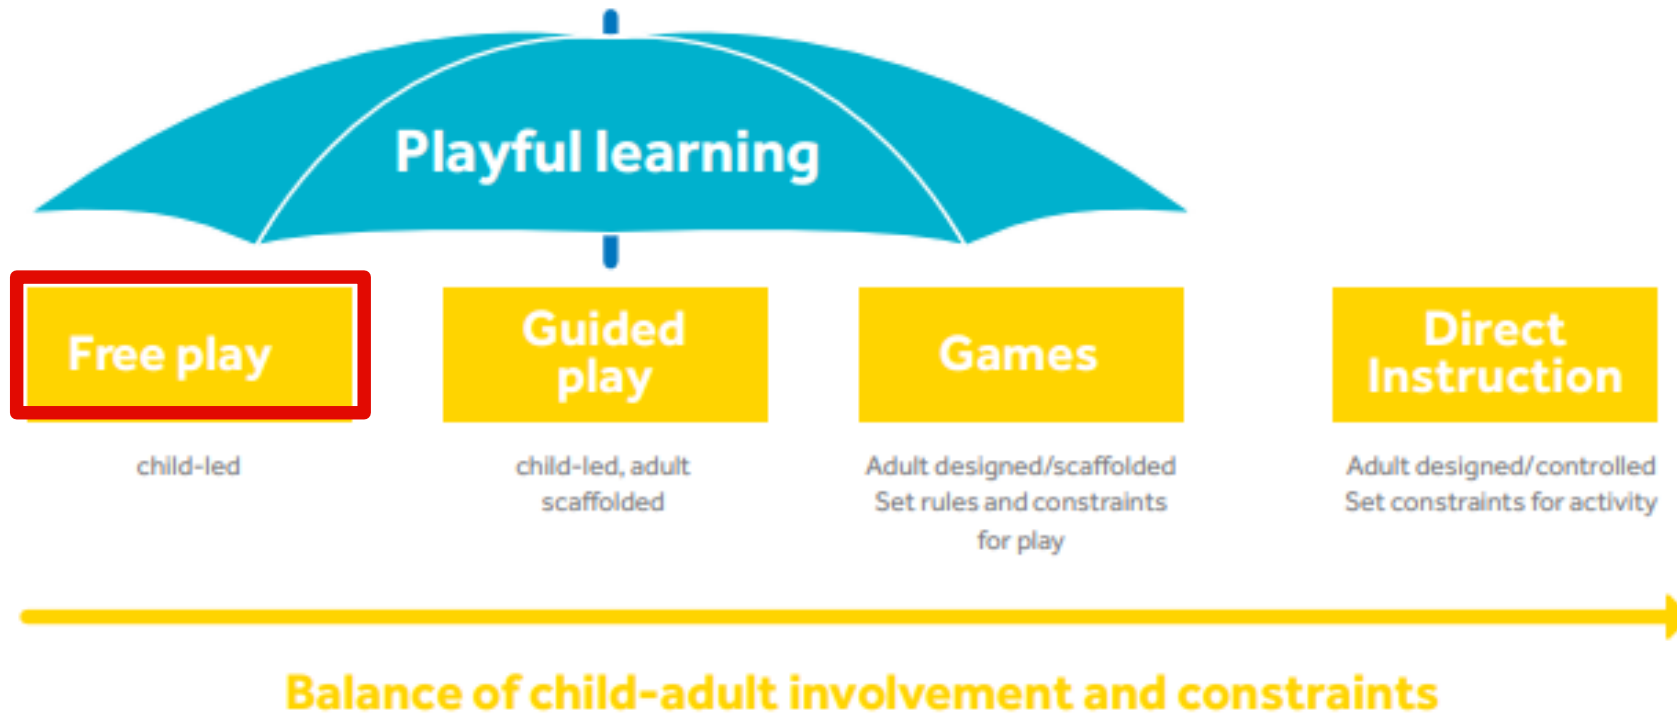 Playful learning
Free play
child-led
Guided
play
child-led, adult
scaffolded
Games
Adult designed/scaffolded
Set rules and constraints
for play
Direct
Instruction
Adult designed/controlled
Set constraints for activity
Balance of child-adult involvement and constraints